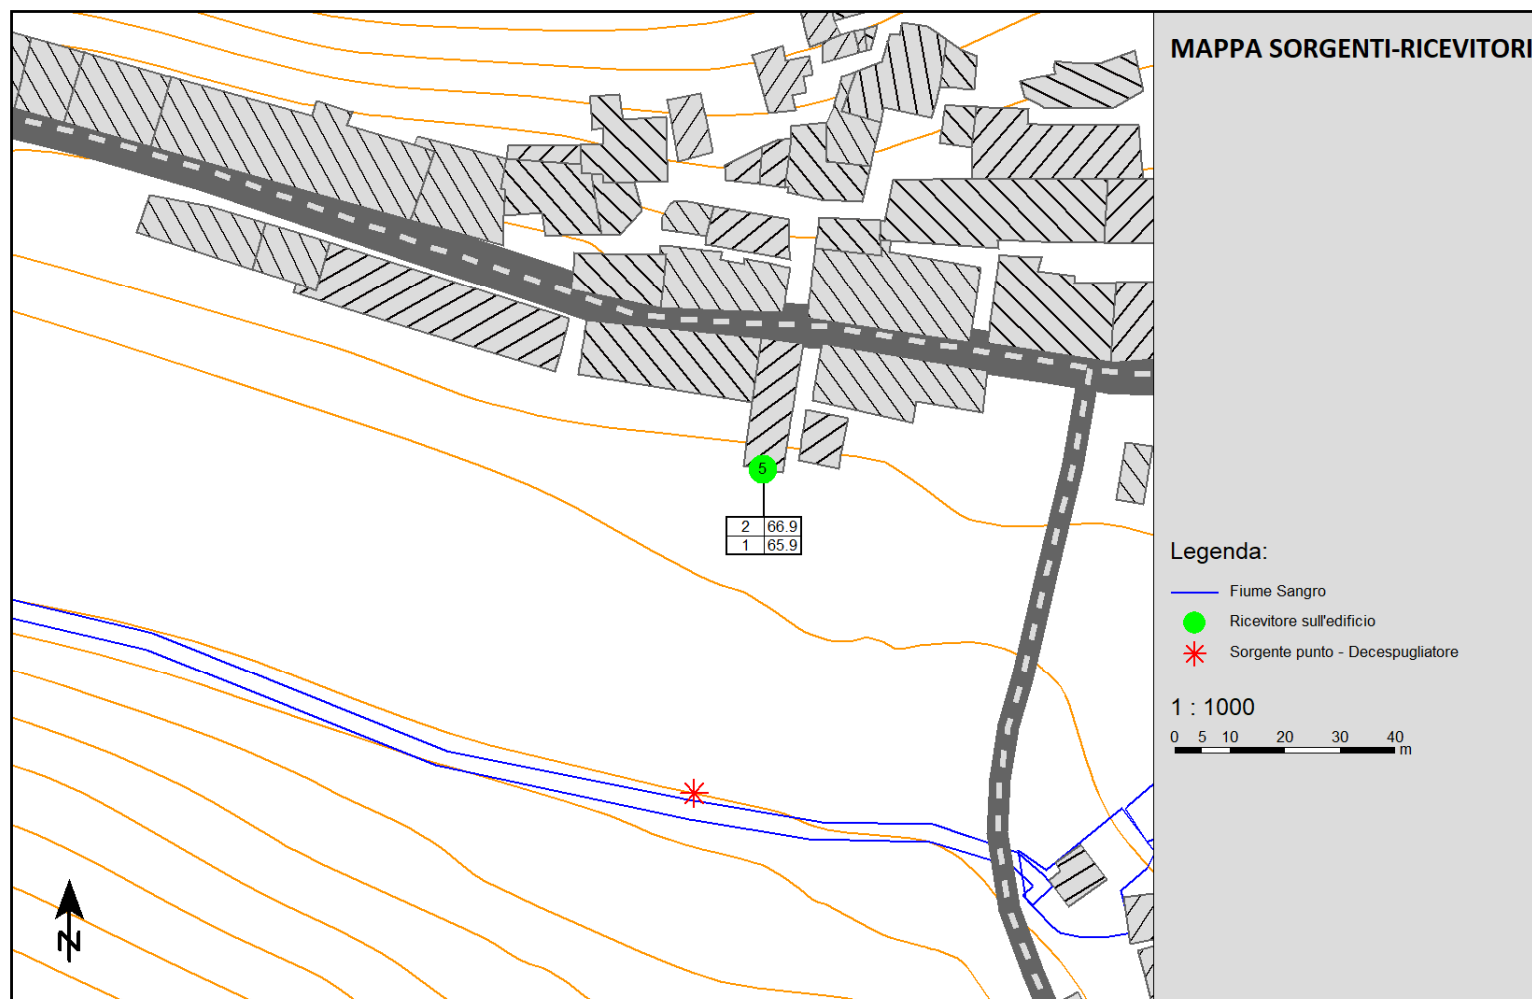 MAPPA SORGENTI-RICEVITORI
5
2 66.9
1 65.9
Legenda:
Fiume Sangro
Ricevitore sull'edificio
Sorgente punto - Decespugliatore
1 : 1000
0 5 10 20 30 40
m
N